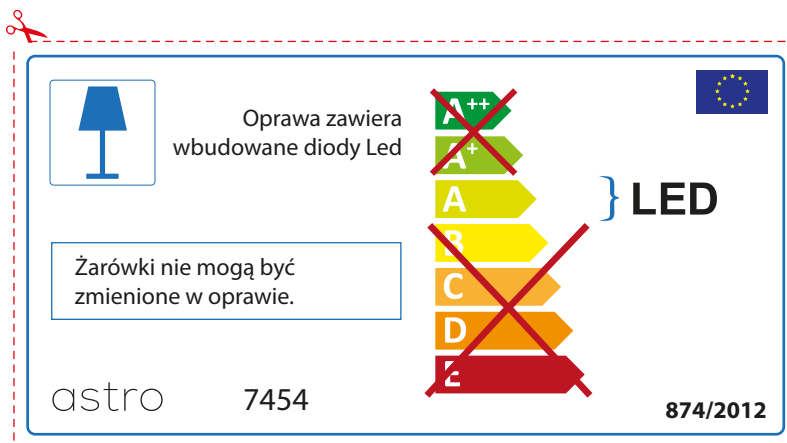 Oprawa zawiera
wbudowane diody Led
A++
A+
A
B
C
D
E
LED
Żarówki nie mogą być
zmienione w oprawie.
astro
7454
874/2012